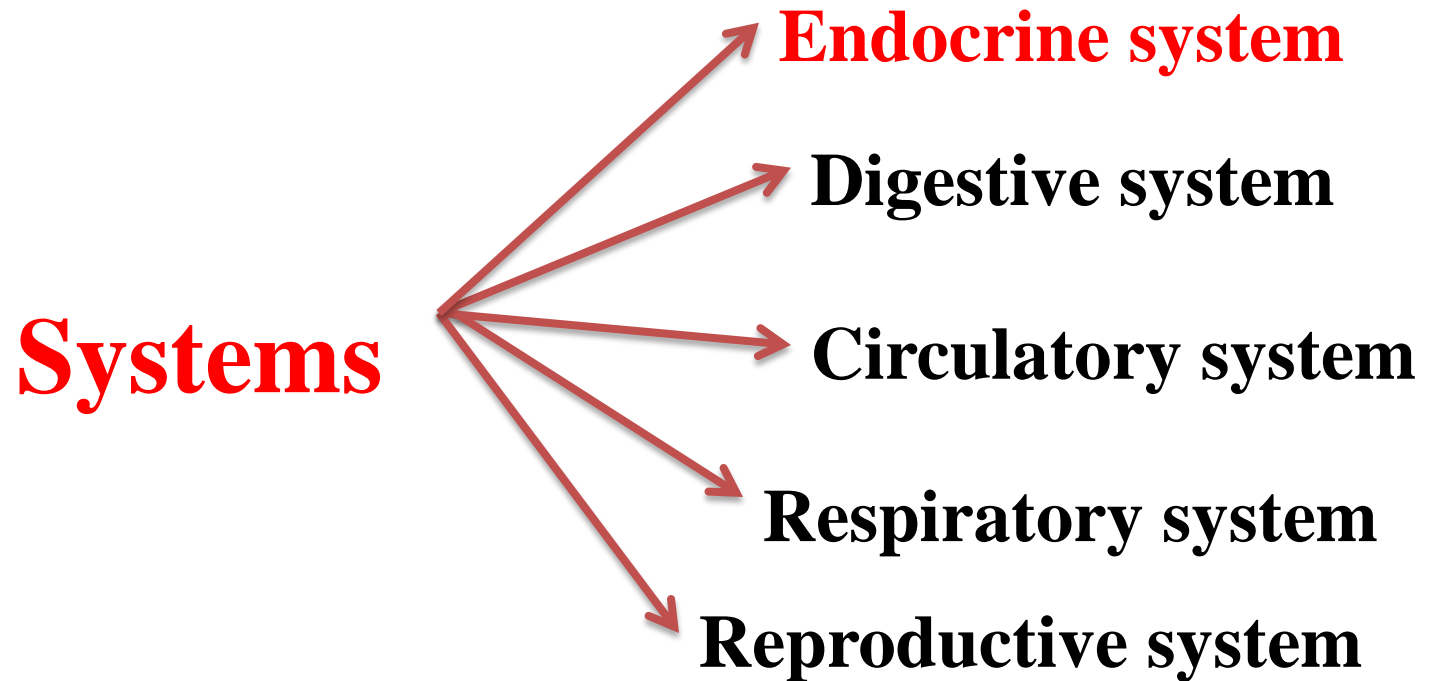 Endocrine system
Digestive system
Systems
Circulatory system
Respiratory system
Reproductive system